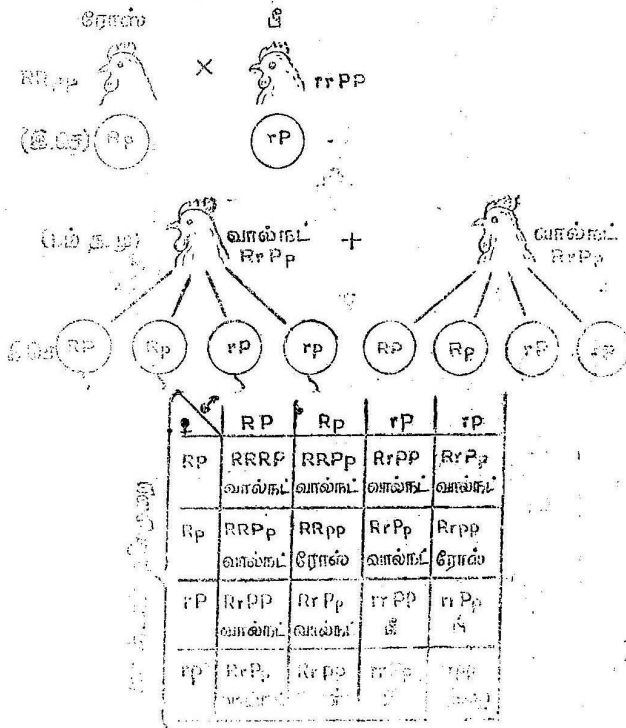 ரோஸ் பீ
RRpp × rrPP
(இ.செ) Rp rP
வால்நட் + வால்நட்
RrPp RrPp
RP Rp rP rp RP Rp rP rp
♀ ♂ RP Rp rP rp
RP RRRP RRPp RrPP RrPp
வால்நட் வால்நட் வால்நட் வால்நட்
Rp RRPp RRpp RrPp Rrpp
வால்நட் ரோஸ் வால்நட் ரோஸ்
rP RrPP RrPp rrPP rrPp
வால்நட் வால்நட் பீ பீ
rp RrPp Rrpp rrPp